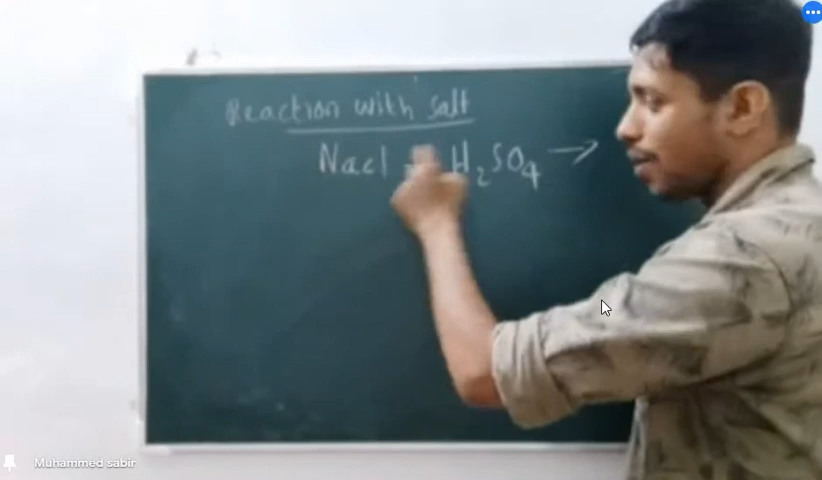 Reaction with salt
Nacl + H₂SO₄ →
Muhammed sabir